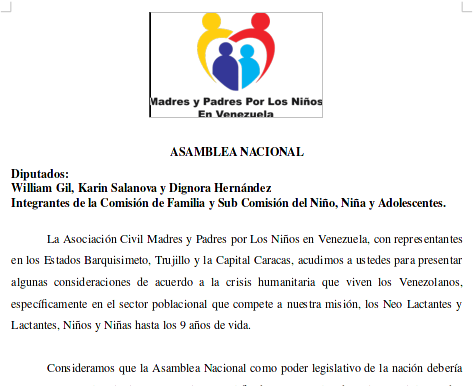 Madres y Padres Por Los Niños
En Venezuela
ASAMBLEA NACIONAL
Diputados:
William Gil, Karin Salanova y Dignora Hernández
Integrantes de la Comisión de Familia y Sub Comisión del Niño, Niña y Adolescentes.
La Asociación Civil Madres y Padres por Los Niños en Venezuela, con representantes
en los Estados Barquisimeto, Trujillo y la Capital Caracas, acudimos a ustedes para presentar
algunas consideraciones de acuerdo a la crisis humanitaria que viven los Venezolanos,
específicamente en el sector poblacional que compete a nuestra misión, los Neo Lactantes y
Lactantes, Niños y Niñas hasta los 9 años de vida.
Consideramos que la Asamblea Nacional como poder legislativo de la nación debería